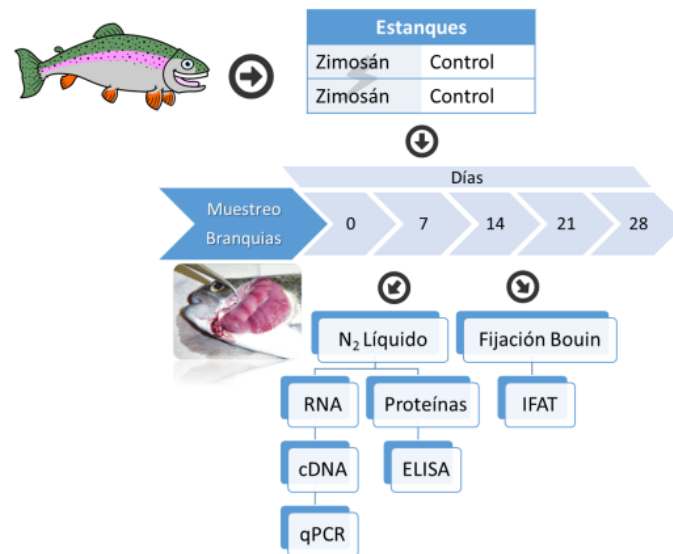 Estanques
Zimosán Control
Zimosán Control
Días
Muestreo
Branquias
0 7 14 21 28
N₂ Líquido Fijación Bouin
RNA Proteínas IFAT
cDNA ELISA
qPCR